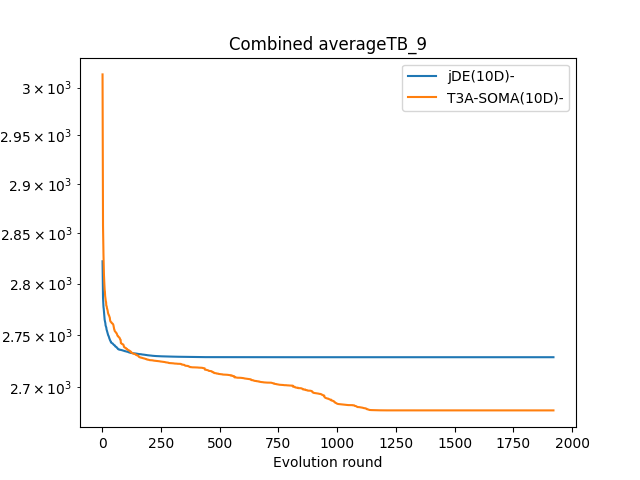 Combined averageTB_9
jDE(10D)-
T3A-SOMA(10D)-
3 × 10³
2.95 × 10³
2.9 × 10³
2.85 × 10³
2.8 × 10³
2.75 × 10³
2.7 × 10³
0 250 500 750 1000 1250 1500 1750 2000
Evolution round